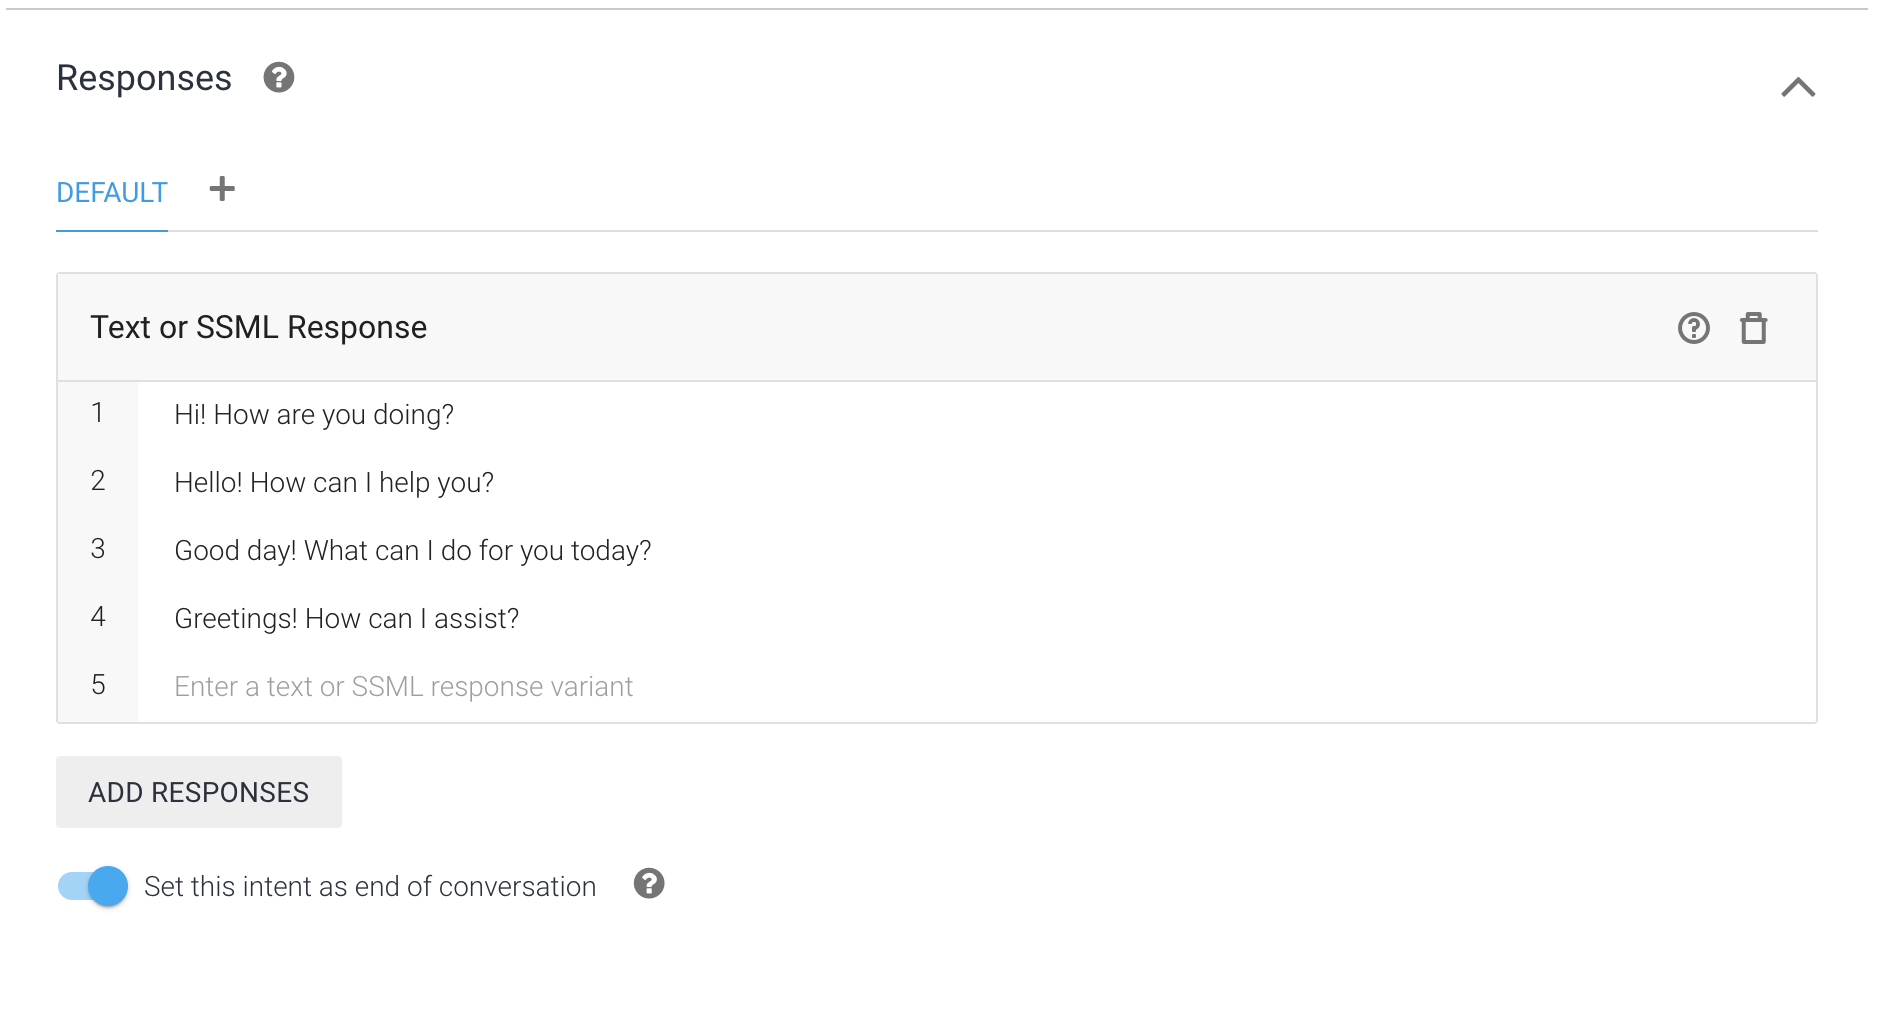 Responses
DEFAULT
Text or SSML Response
1 Hi! How are you doing?
2 Hello! How can I help you?
3 Good day! What can I do for you today?
4 Greetings! How can I assist?
5 Enter a text or SSML response variant
ADD RESPONSES
Set this intent as end of conversation